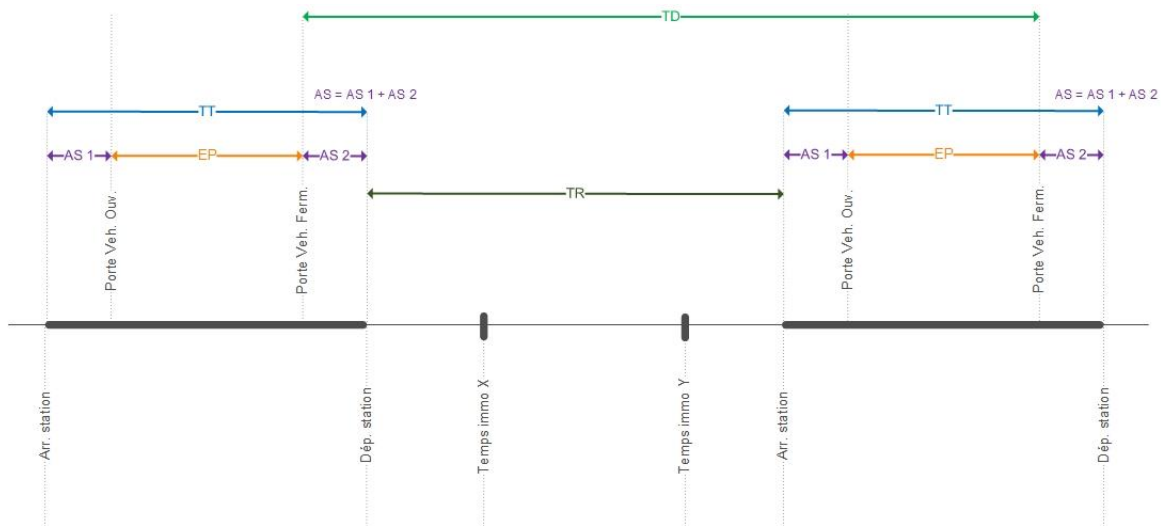 TD
AS = AS 1 + AS 2
AS = AS 1 + AS 2
TT
TT
AS 1
EP
AS 2
AS 1
EP
AS 2
TR
Porte Veh. Ouv.
Porte Veh. Ferm.
Porte Veh. Ouv.
Porte Veh. Ferm.
Arr. station
Dép. station
Temps immo X
Temps immo Y
Arr. station
Dép. station